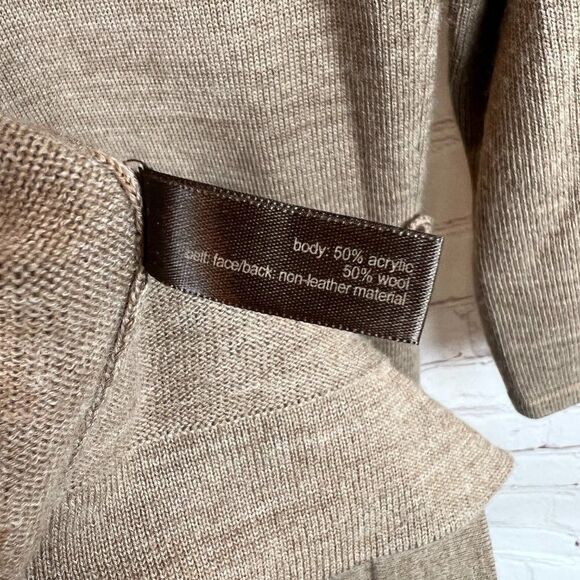 body: 50% acrylic
50% wool
belt: face/back: non-leather material